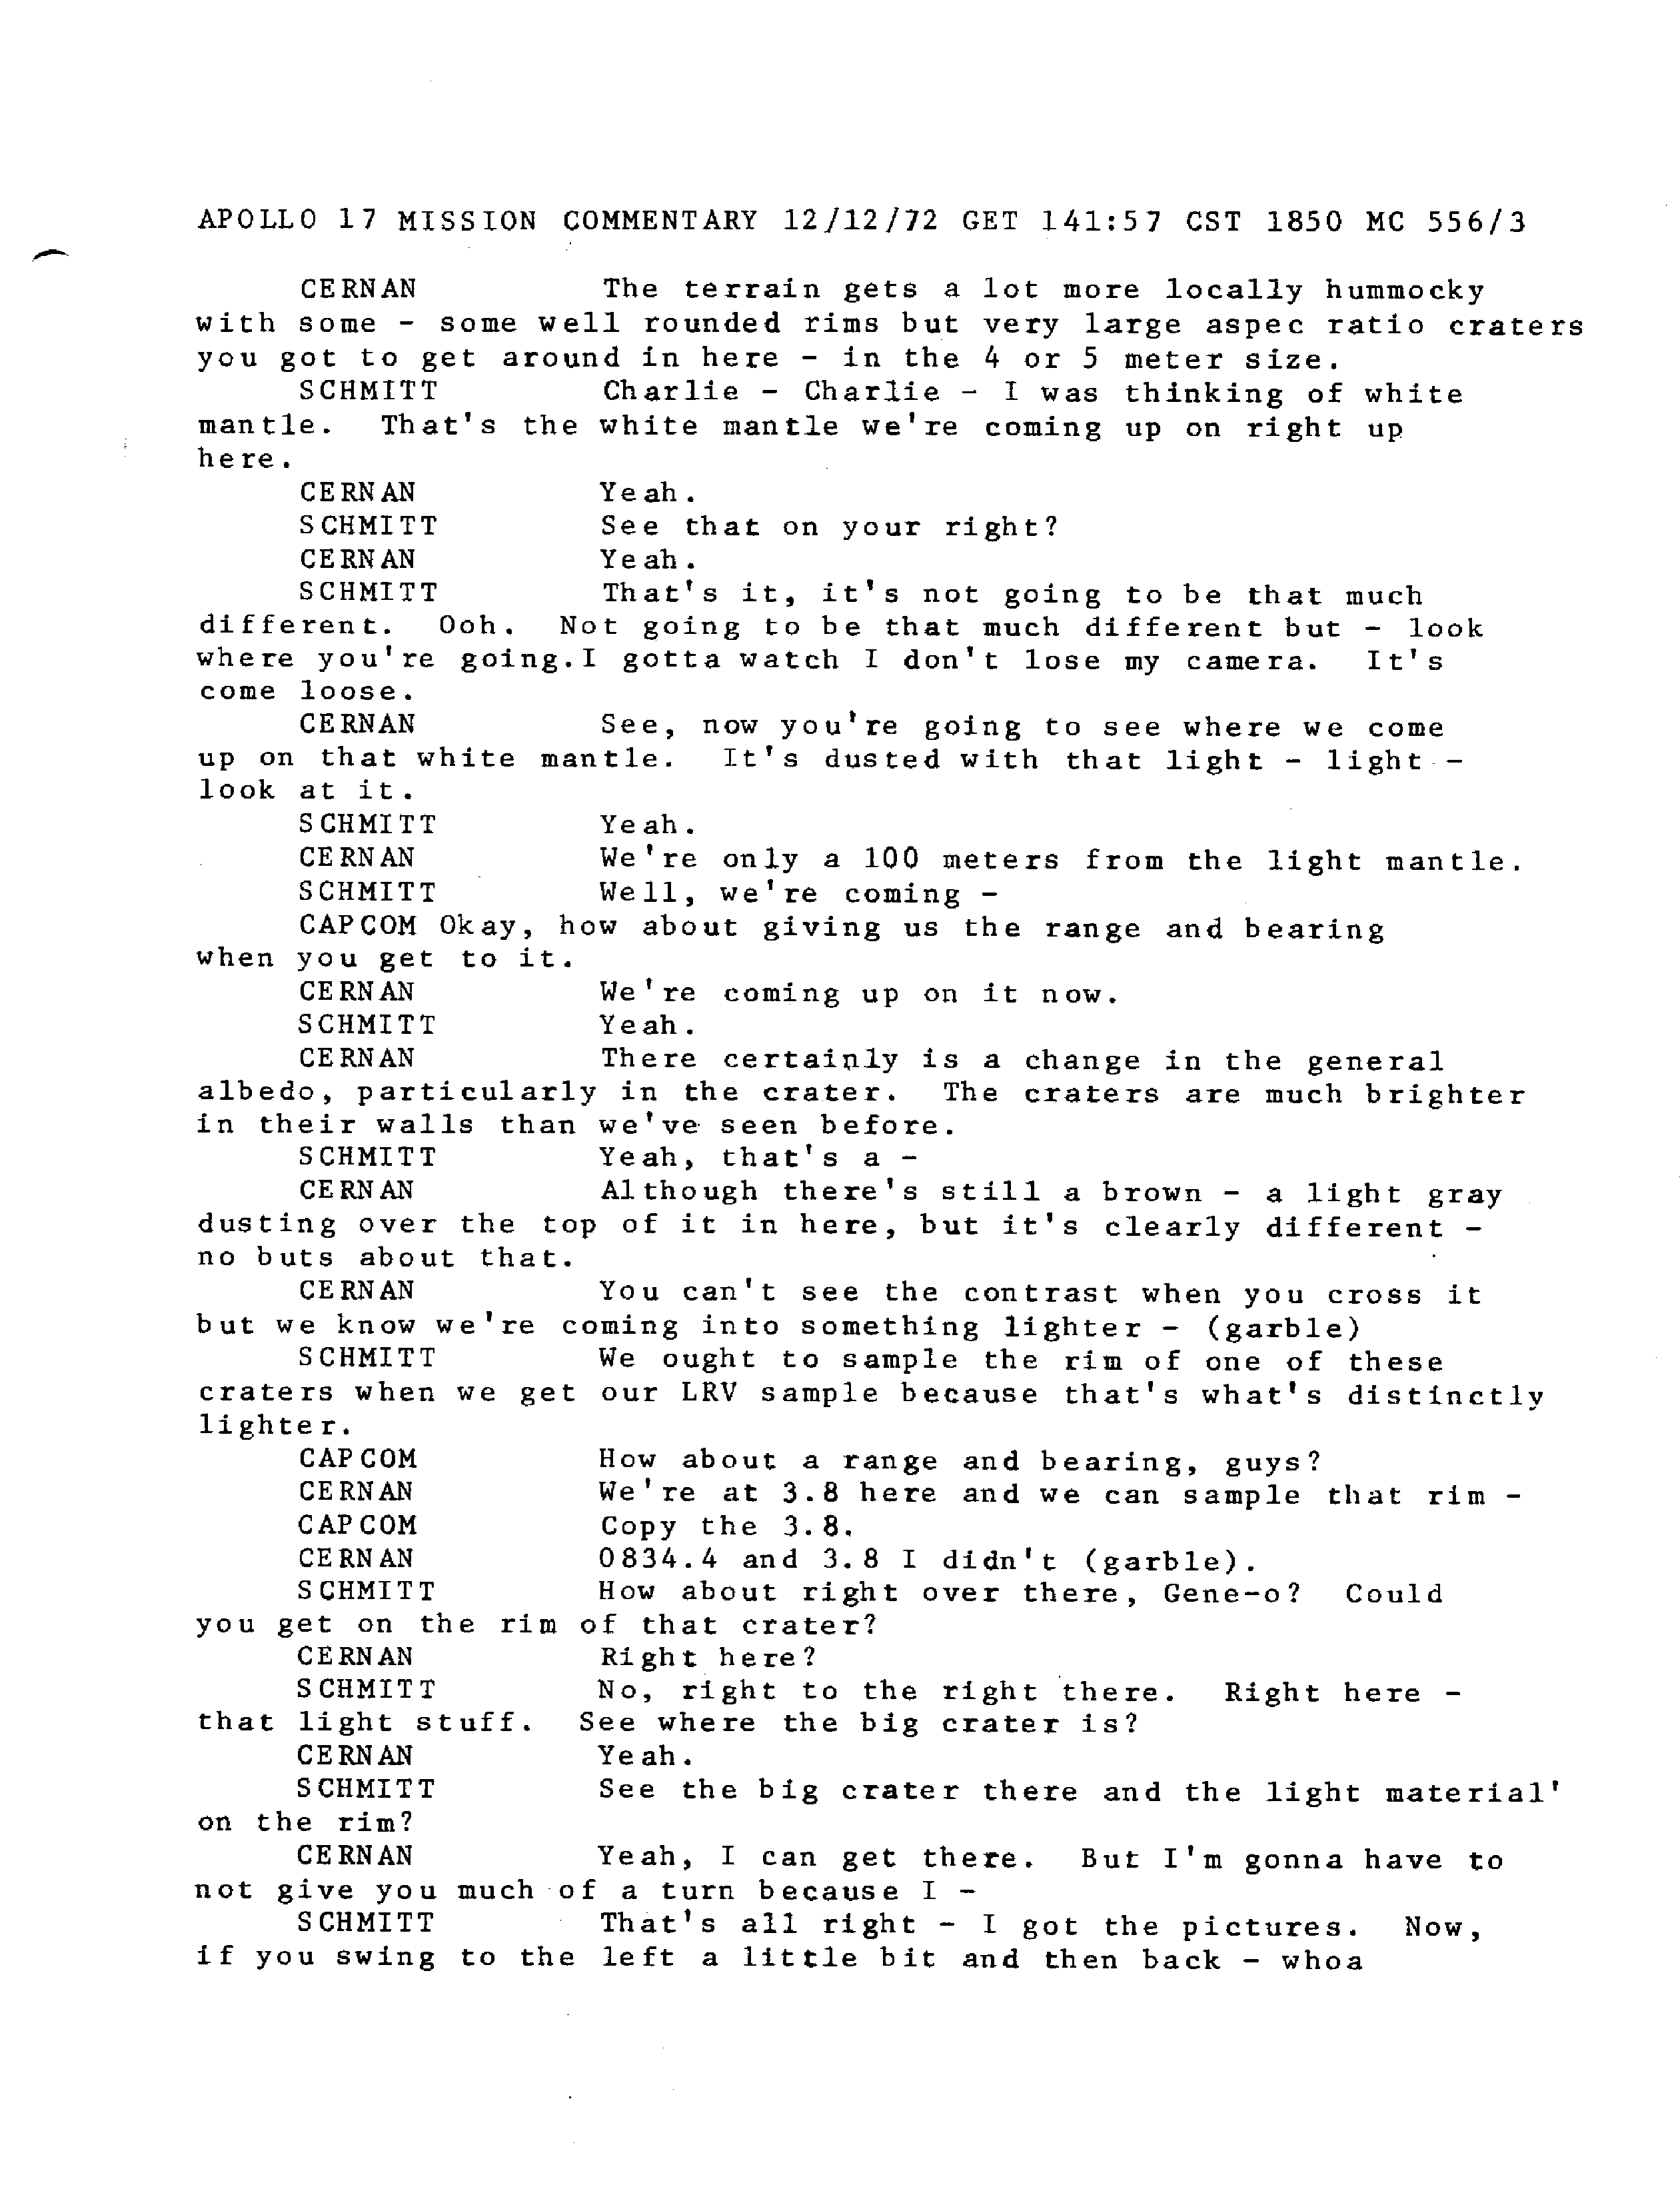 APOLLO 17 MISSION COMMENTARY 12/12/72 GET 141:57 CST 1850 MC 556/3
CERNAN The terrain gets a lot more locally hummocky
with some - some well rounded rims but very large aspec ratio craters
you got to get around in here - in the 4 or 5 meter size.
SCHMITT Charlie - Charlie - I was thinking of white
mantle. That's the white mantle we're coming up on right up
here.
CERNAN Yeah.
SCHMITT See that on your right?
CERNAN Yeah.
SCHMITT That's it, it's not going to be that much
different. Ooh. Not going to be that much different but - look
where you're going.I gotta watch I don't lose my camera. It's
come loose.
CERNAN See, now you're going to see where we come
up on that white mantle. It's dusted with that light - light -
look at it.
SCHMITT Yeah.
CERNAN We're only a 100 meters from the light mantle.
SCHMITT Well, we're coming -
CAPCOM Okay, how about giving us the range and bearing
when you get to it.
CERNAN We're coming up on it now.
SCHMITT Yeah.
CERNAN There certainly is a change in the general
albedo, particularly in the crater. The craters are much brighter
in their walls than we've seen before.
SCHMITT Yeah, that's a -
CERNAN Although there's still a brown - a light gray
dusting over the top of it in here, but it's clearly different -
no buts about that.
CERNAN You can't see the contrast when you cross it
but we know we're coming into something lighter - (garble)
SCHMITT We ought to sample the rim of one of these
craters when we get our LRV sample because that's what's distinctly
lighter.
CAPCOM How about a range and bearing, guys?
CERNAN We're at 3.8 here and we can sample that rim -
CAPCOM Copy the 3.8.
CERNAN 0834.4 and 3.8 I didn't (garble).
SCHMITT How about right over there, Gene-o? Could
you get on the rim of that crater?
CERNAN Right here?
SCHMITT No, right to the right there. Right here -
that light stuff. See where the big crater is?
CERNAN Yeah.
SCHMITT See the big crater there and the light material'
on the rim?
CERNAN Yeah, I can get there. But I'm gonna have to
not give you much of a turn because I -
SCHMITT That's all right - I got the pictures. Now,
if you swing to the left a little bit and then back - whoa